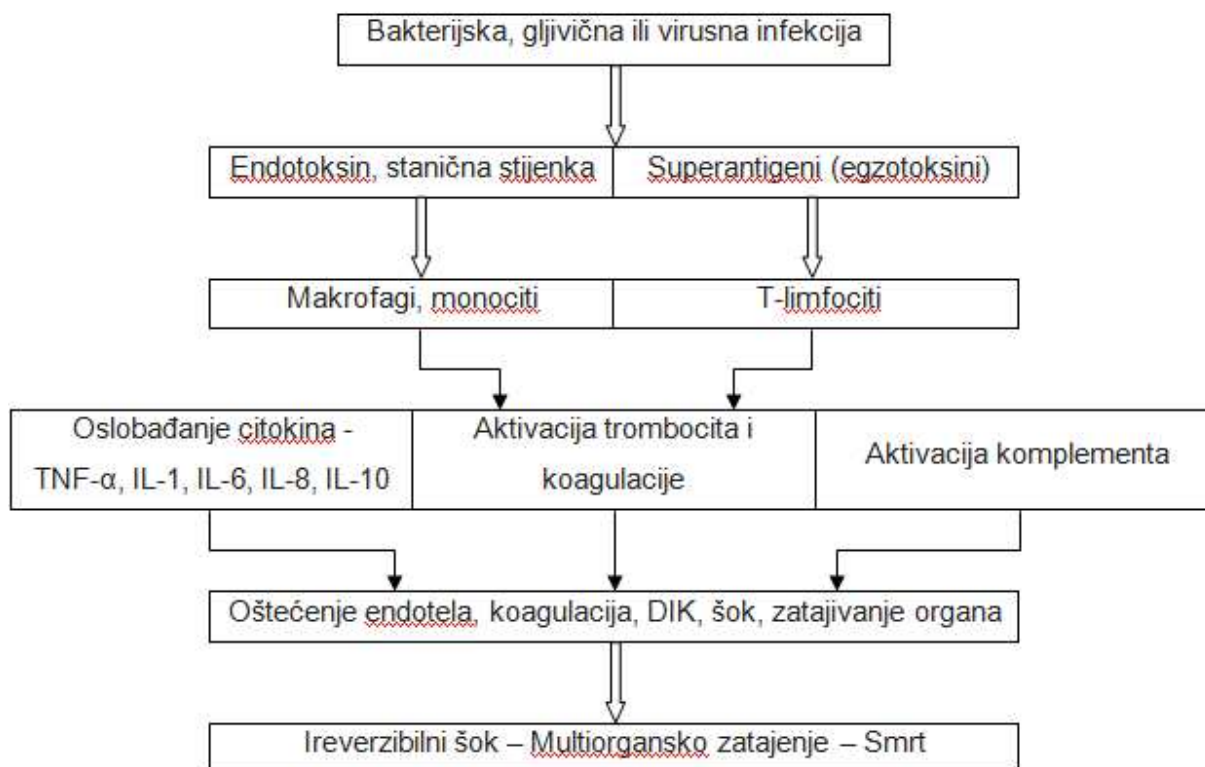 Bakterijska, gljivična ili virusna infekcija
Endotoksin, stanična stijenka
Superantigeni (egzotoksini)
Makrofagi, monociti
T-limfociti
Oslobađanje citokina -
TNF-α, IL-1, IL-6, IL-8, IL-10
Aktivacija trombocita i
koagulacije
Aktivacija komplementa
Oštećenje endotela, koagulacija, DIK, šok, zatajivanje organa
Ireverzibilni šok – Multiorgansko zatajenje – Smrt